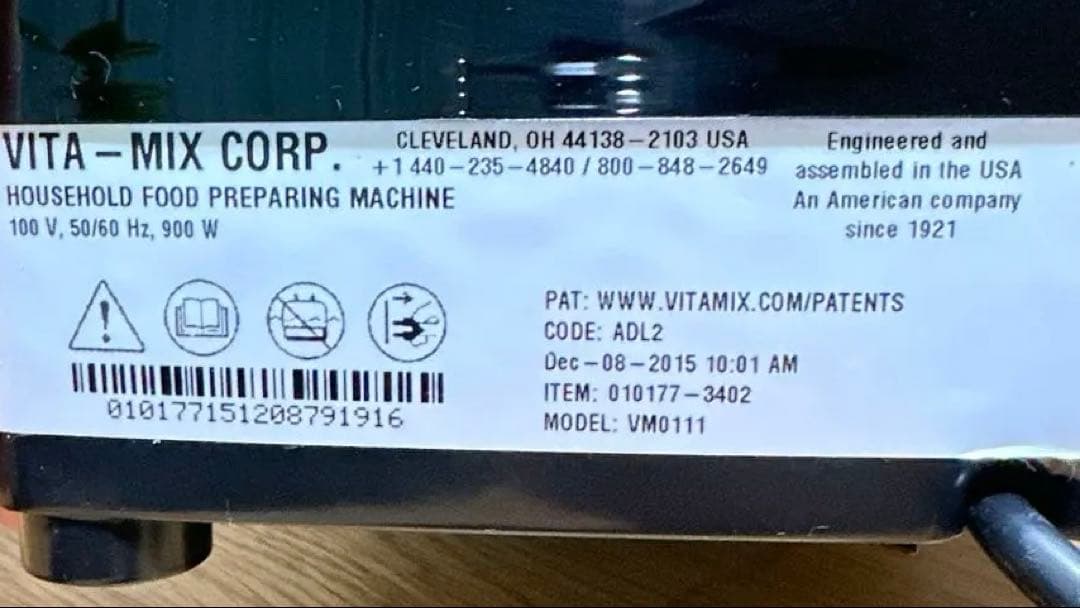 VITA-MIX CORP.
CLEVELAND, OH 44138-2103 USA
+1 440-235-4840 / 800-848-2649
HOUSEHOLD FOOD PREPARING MACHINE
100 V, 50/60 Hz, 900 W
Engineered and
assembled in the USA
An American company
since 1921
010177151208791916
PAT: WWW.VITAMIX.COM/PATENTS
CODE: ADL2
Dec-08-2015 10:01 AM
ITEM: 010177-3402
MODEL: VM0111